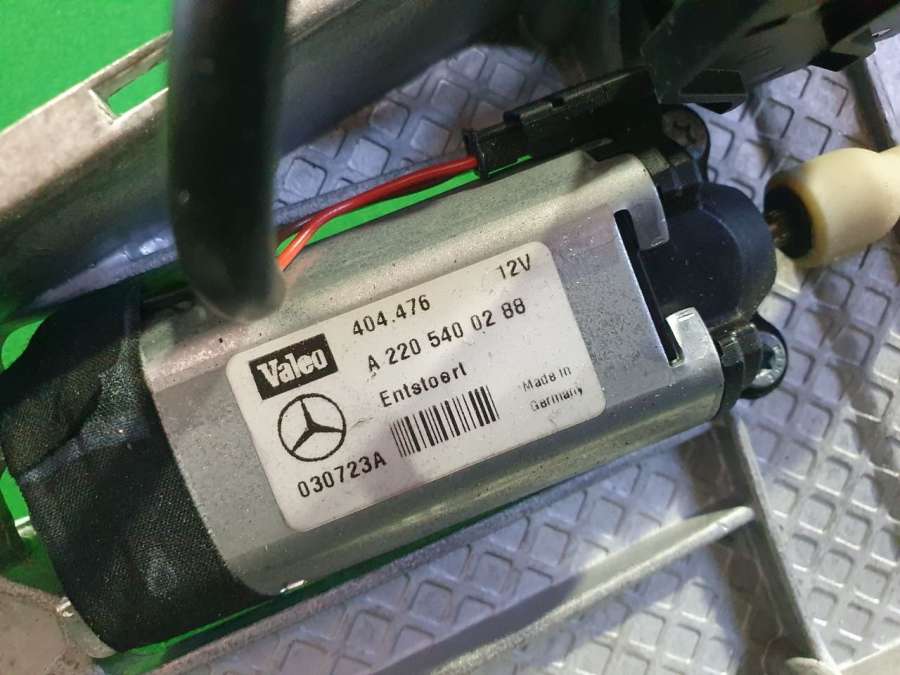 404.476 12V
Valeo
A 220 540 02 88
Entstoert
Made in
Germany
030723A